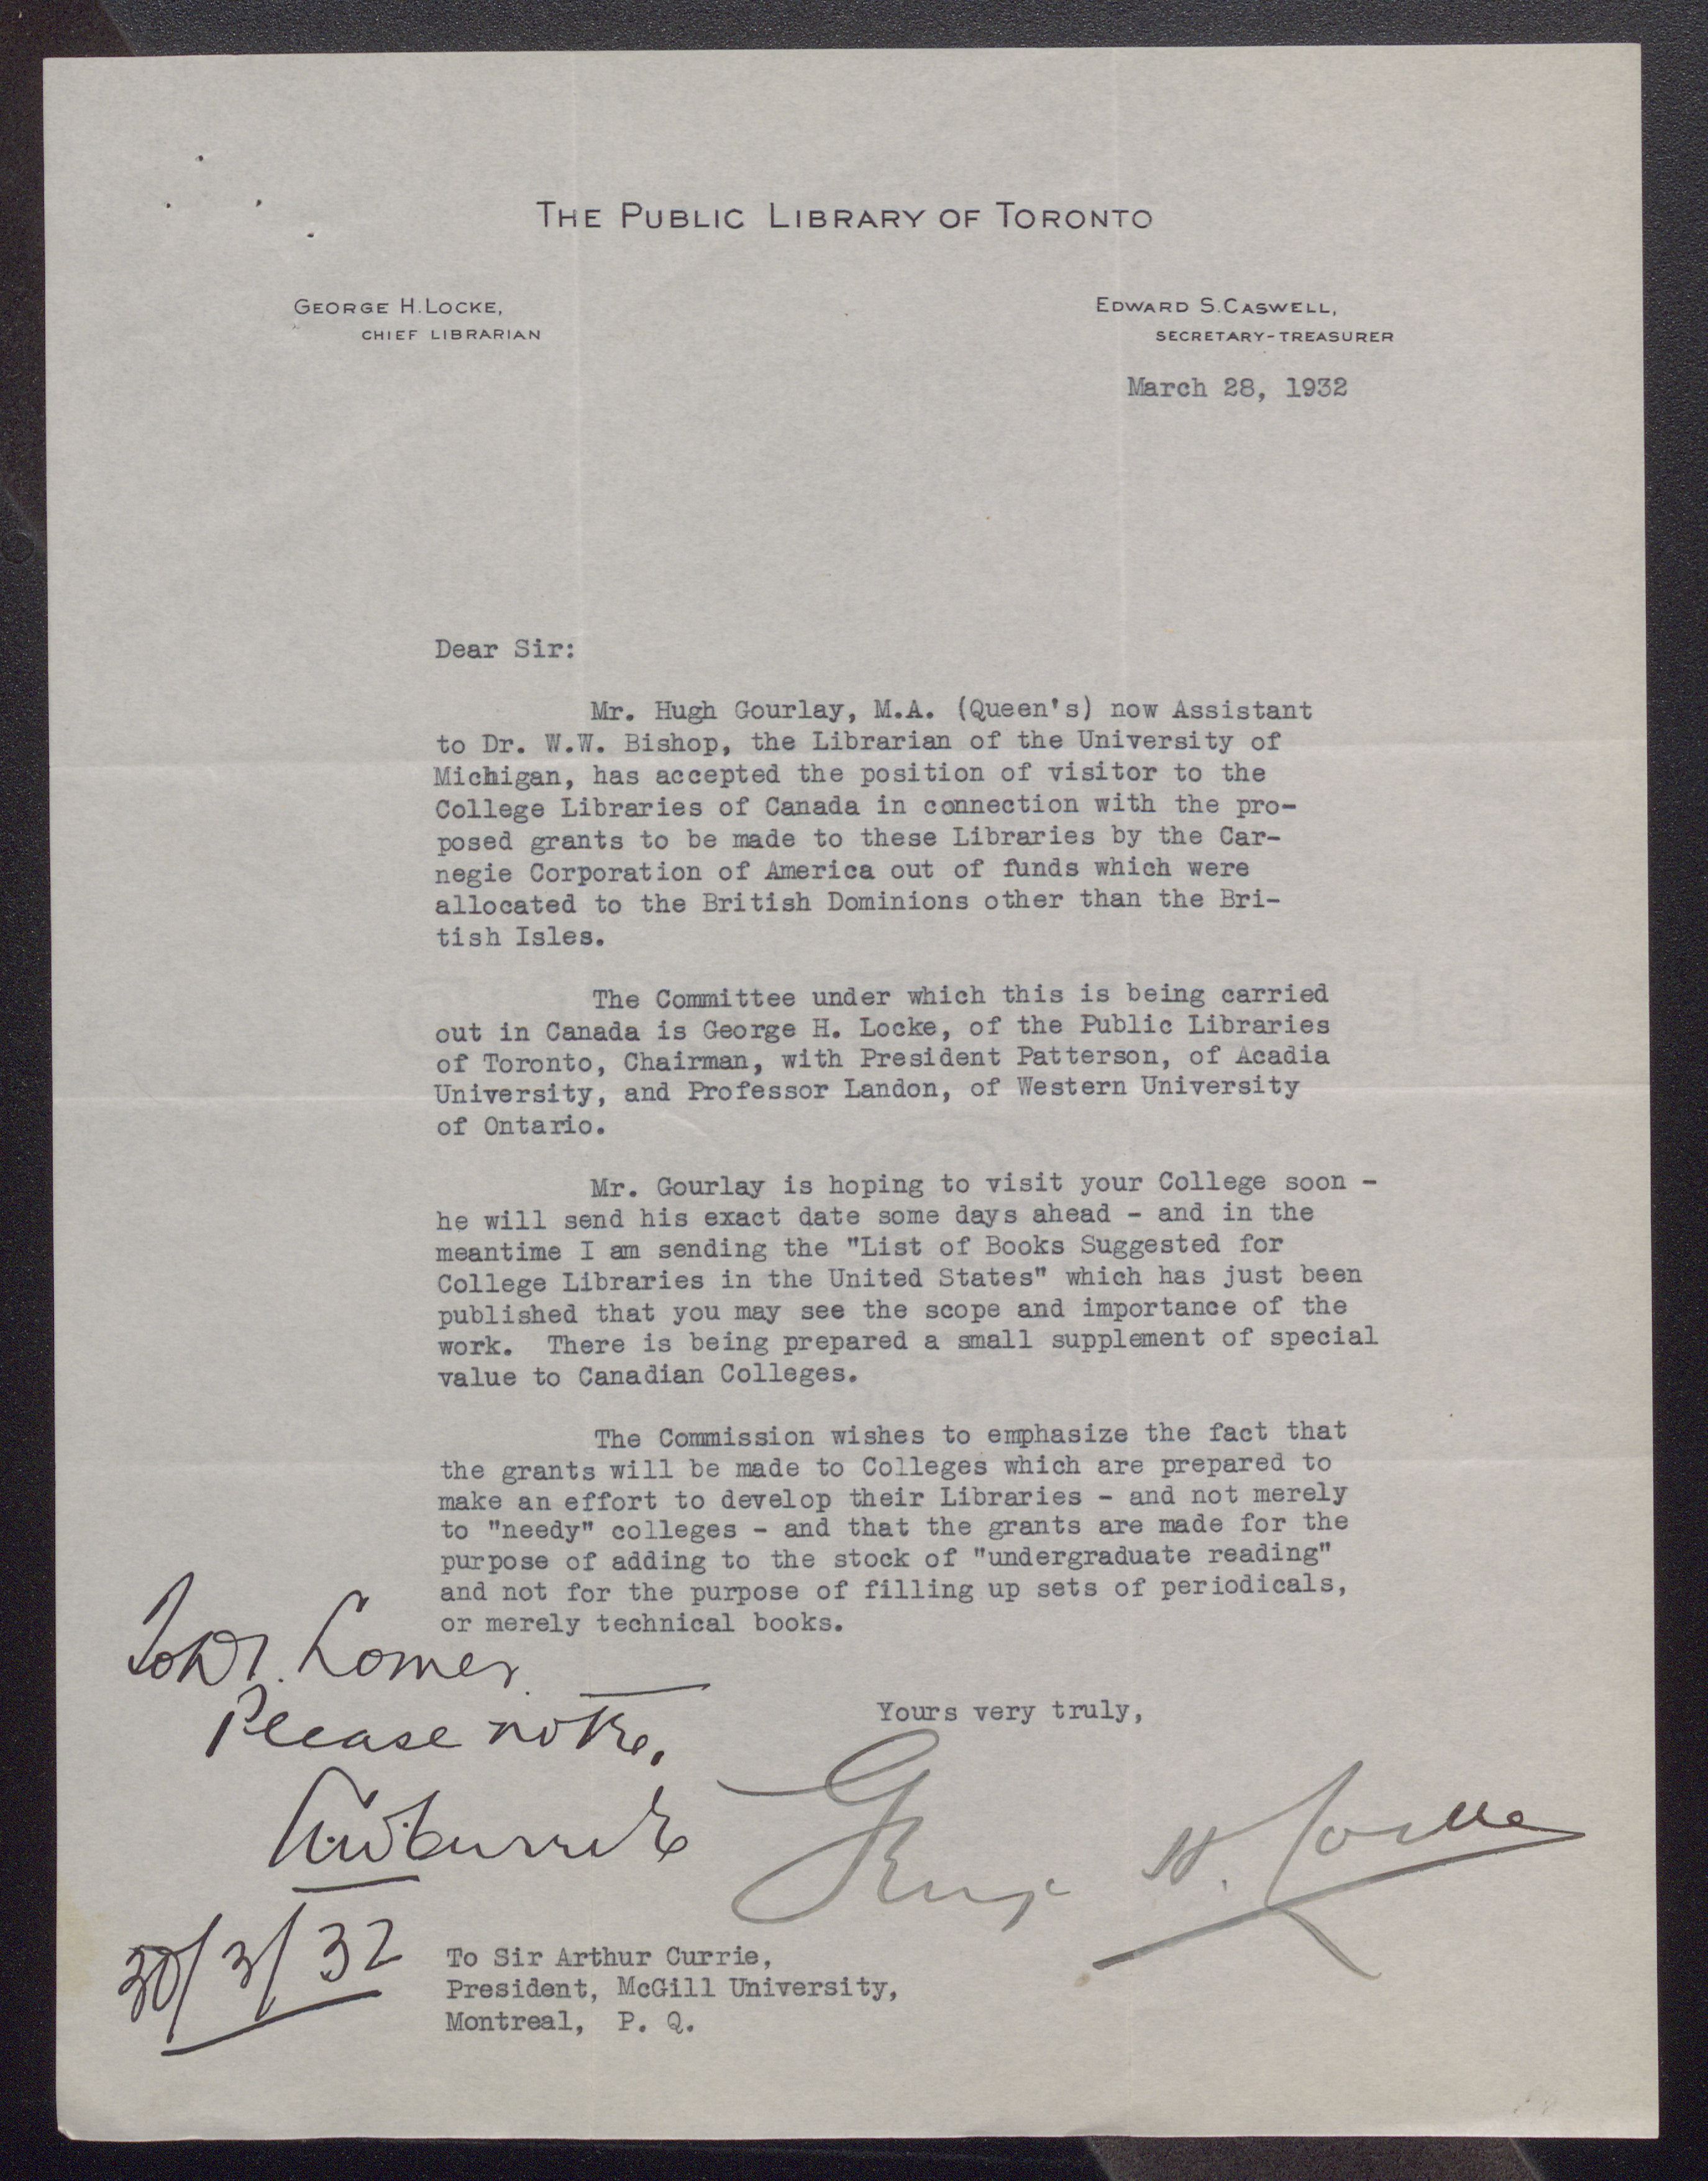 THE PUBLIC LIBRARY OF TORONTO
GEORGE H. LOCKE,
CHIEF LIBRARIAN
EDWARD S. CASWELL,
SECRETARY-TREASURER
March 28, 1932
Dear Sir:
Mr. Hugh Gourlay, M.A. (Queen's) now Assistant
to Dr. W.W. Bishop, the Librarian of the University of
Michigan, has accepted the position of visitor to the
College Libraries of Canada in connection with the pro-
posed grants to be made to these Libraries by the Car-
negie Corporation of America out of funds which were
allocated to the British Dominions other than the Bri-
tish Isles.
The Committee under which this is being carried
out in Canada is George H. Locke, of the Public Libraries
of Toronto, Chairman, with President Patterson, of Acadia
University, and Professor Landon, of Western University
of Ontario.
Mr. Gourlay is hoping to visit your College soon -
he will send his exact date some days ahead - and in the
meantime I am sending the "List of Books Suggested for
College Libraries in the United States" which has just been
published that you may see the scope and importance of the
work. There is being prepared a small supplement of special
value to Canadian Colleges.
The Commission wishes to emphasize the fact that
the grants will be made to Colleges which are prepared to
make an effort to develop their Libraries - and not merely
to "needy" colleges - and that the grants are made for the
purpose of adding to the stock of "undergraduate reading"
and not for the purpose of filling up sets of periodicals,
or merely technical books.
To Dr. Lomer.
Please note.
Yours very truly,
A.W. Currie
George H. Locke
30/3/32
To Sir Arthur Currie,
President, McGill University,
Montreal, P. Q.